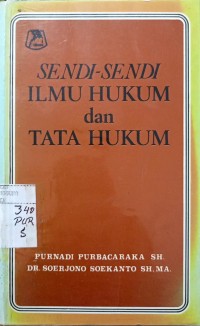 SENDI-SENDI
ILMU HUKUM
dan
TATA HUKUM
340
PUR
S
PURNADI PURBACARAKA SH.
DR. SOERJONO SOEKANTO SH, MA.